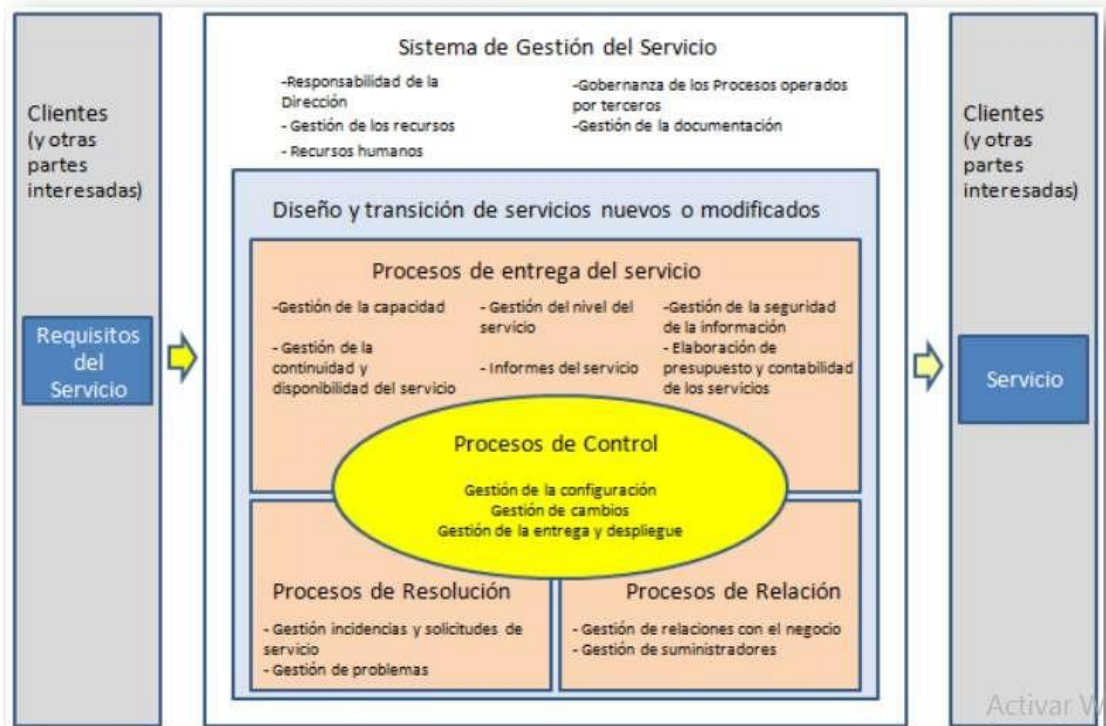 Sistema de Gestión del Servicio
-Responsabilidad de la
Dirección
- Gestión de los recursos
- Recursos humanos
-Gobernanza de los Procesos operados
por terceros
-Gestión de la documentación
Clientes
(y otras
partes
interesadas)
Requisitos
del
Servicio
Diseño y transición de servicios nuevos o modificados
Procesos de entrega del servicio
-Gestión de la capacidad
- Gestión de la
continuidad y
disponibilidad del servicio
- Gestión del nivel del
servicio
- Informes del servicio
-Gestión de la seguridad
de la información
- Elaboración de
presupuesto y contabilidad
de los servicios
Procesos de Control
Gestión de la configuración
Gestión de cambios
Gestión de la entrega y despliegue
Procesos de Resolución
- Gestión incidencias y solicitudes de
servicio
- Gestión de problemas
Procesos de Relación
- Gestión de relaciones con el negocio
- Gestión de suministradores
Clientes
(y otras
partes
interesadas)
Servicio
Activar W